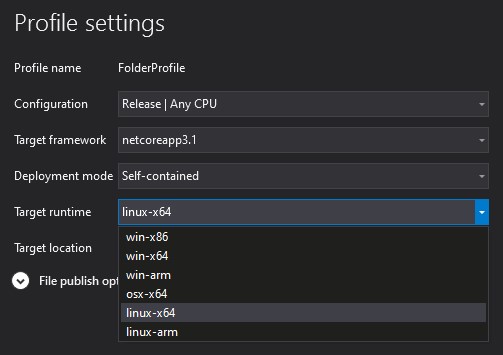 Profile settings
Profile name FolderProfile
Configuration Release | Any CPU
Target framework netcoreapp3.1
Deployment mode Self-contained
Target runtime linux-x64
Target location
win-x86
win-x64
win-arm
osx-x64
linux-x64
linux-arm
File publish opt